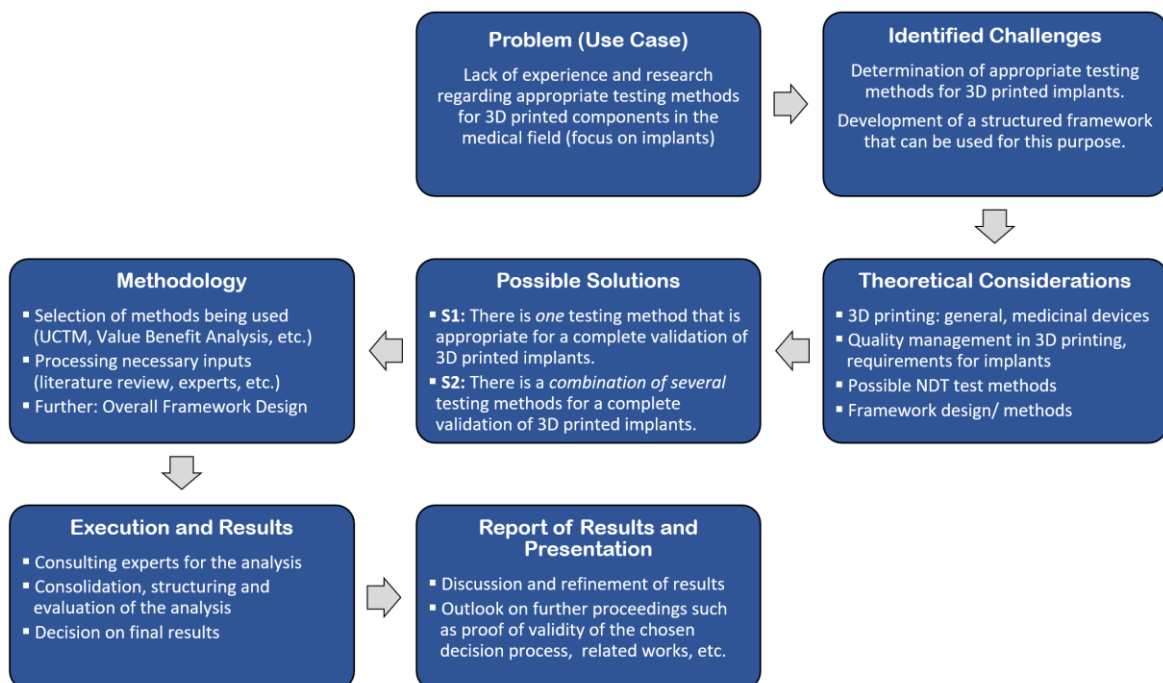 Problem (Use Case)
Lack of experience and research
regarding appropriate testing methods
for 3D printed components in the
medical field (focus on implants)
Identified Challenges
Determination of appropriate testing
methods for 3D printed implants.
Development of a structured framework
that can be used for this purpose.
Theoretical Considerations
▪ 3D printing: general, medicinal devices
▪ Quality management in 3D printing,
requirements for implants
▪ Possible NDT test methods
▪ Framework design/ methods
Possible Solutions
▪ S1: There is one testing method that is
appropriate for a complete validation of
3D printed implants.
▪ S2: There is a combination of several
testing methods for a complete
validation of 3D printed implants.
Methodology
▪ Selection of methods being used
(UCTM, Value Benefit Analysis, etc.)
▪ Processing necessary inputs
(literature review, experts, etc.)
▪ Further: Overall Framework Design
Execution and Results
▪ Consulting experts for the analysis
▪ Consolidation, structuring and
evaluation of the analysis
▪ Decision on final results
Report of Results and
Presentation
▪ Discussion and refinement of results
▪ Outlook on further proceedings such
as proof of validity of the chosen
decision process, related works, etc.